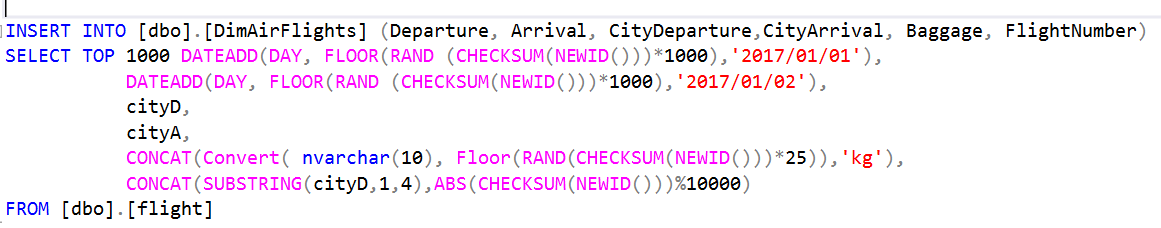 INSERT INTO [dbo].[DimAirFlights] (Departure, Arrival, CityDeparture,CityArrival, Baggage, FlightNumber)
SELECT TOP 1000 DATEADD(DAY, FLOOR(RAND (CHECKSUM(NEWID()))*1000),'2017/01/01'),
DATEADD(DAY, FLOOR(RAND (CHECKSUM(NEWID()))*1000),'2017/01/02'),
cityD,
cityA,
CONCAT(Convert( nvarchar(10), Floor(RAND(CHECKSUM(NEWID()))*25)),'kg'),
CONCAT(SUBSTRING(cityD,1,4),ABS(CHECKSUM(NEWID()))%10000)
FROM [dbo].[flight]